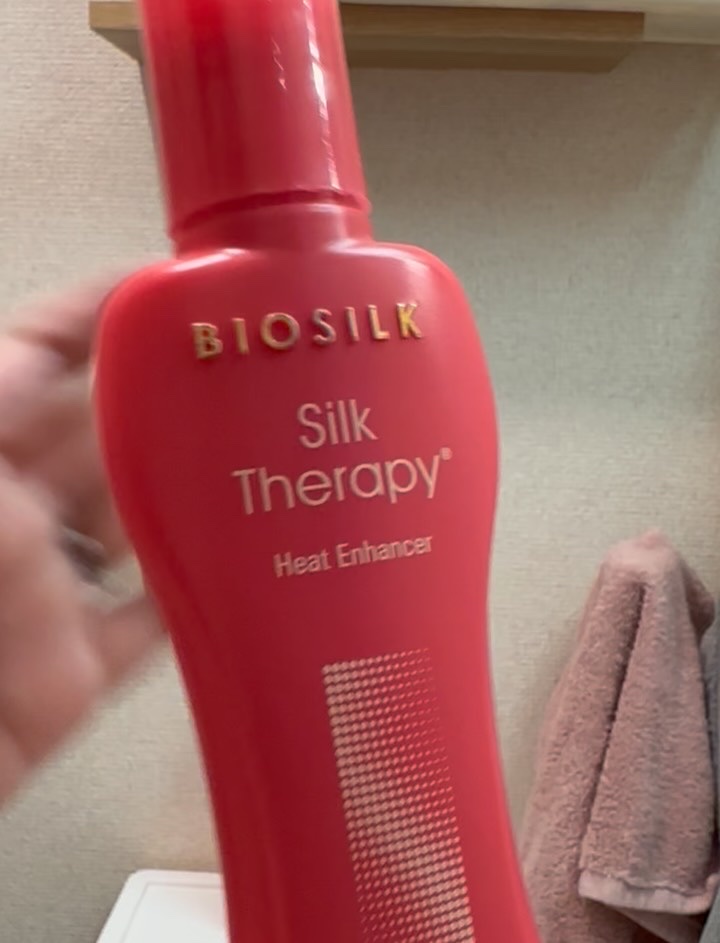 BIOSILK
Silk
Therapy®
Heat Enhancer